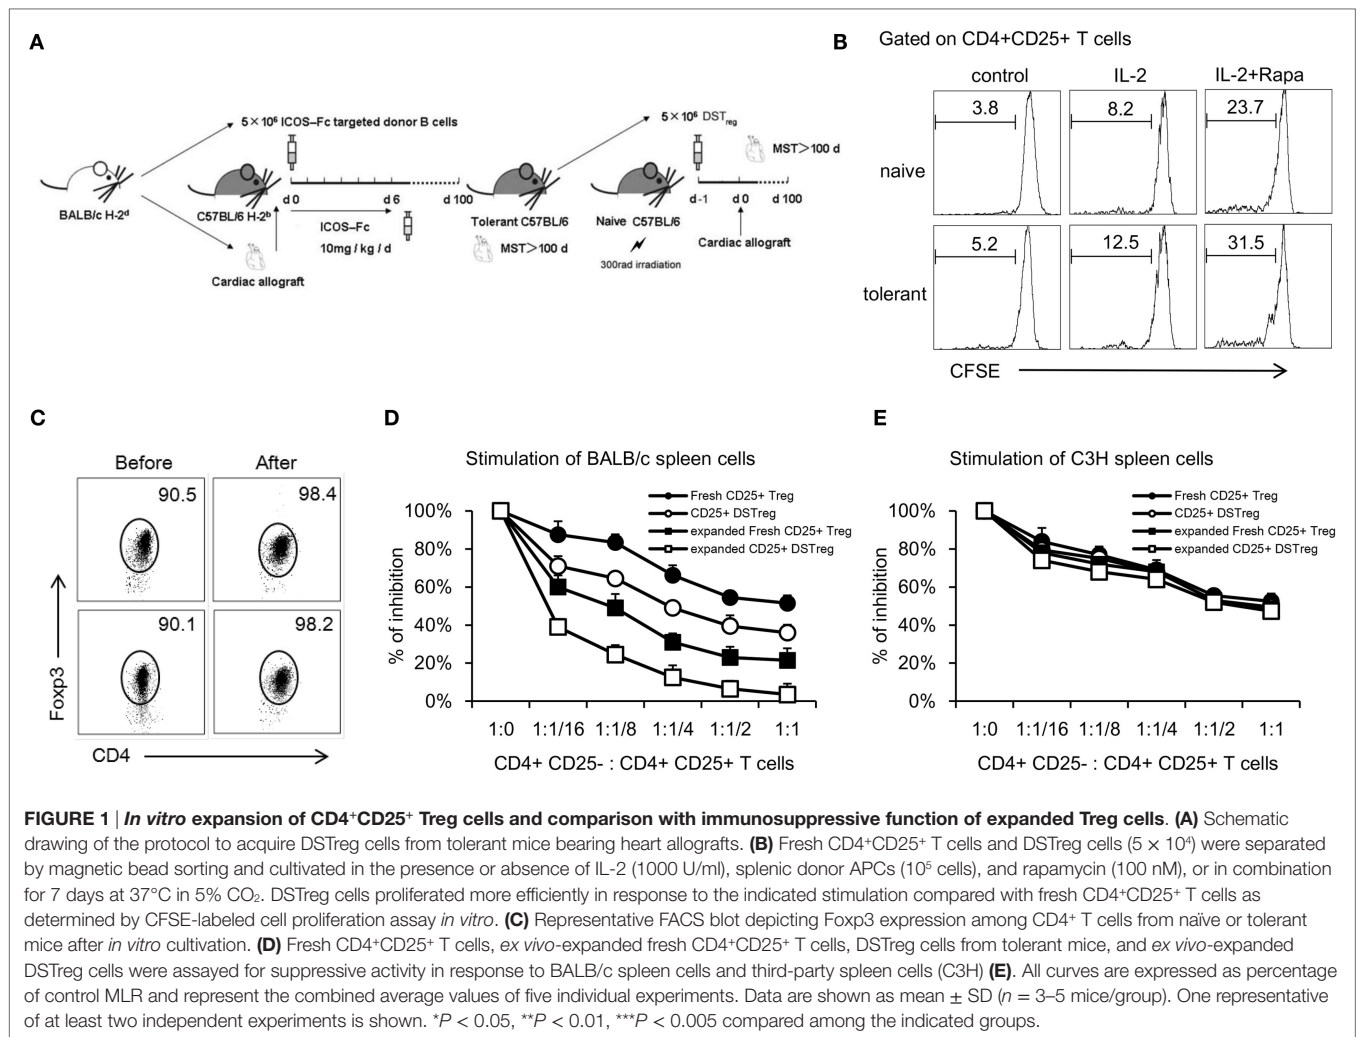 A
5×10⁶ ICOS–Fc targeted donor B cells
BALB/c H-2ᵈ
C57BL/6 H-2ᵇ
d 0
d 6
d 100
ICOS–Fc
10mg / kg / d
Cardiac allograft
Tolerant C57BL/6
MST＞100 d
5×10⁶ DSTreg
Naive C57BL/6
300rad irradiation
MST＞100 d
d-1
d 0
d 100
Cardiac allograft
B
Gated on CD4+CD25+ T cells
control
IL-2
IL-2+Rapa
naive
3.8
8.2
23.7
tolerant
5.2
12.5
31.5
CFSE
C
Before
After
90.5
98.4
90.1
98.2
Foxp3
CD4
D
Stimulation of BALB/c spleen cells
Fresh CD25+ Treg
CD25+ DSTreg
expanded Fresh CD25+ Treg
expanded CD25+ DSTreg
% of inhibition
100%
80%
60%
40%
20%
0%
1:0 1:1/16 1:1/8 1:1/4 1:1/2 1:1
CD4+ CD25- : CD4+ CD25+ T cells
E
Stimulation of C3H spleen cells
Fresh CD25+ Treg
CD25+ DSTreg
expanded Fresh CD25+ Treg
expanded CD25+ DSTreg
% of inhibition
100%
80%
60%
40%
20%
0%
1:0 1:1/16 1:1/8 1:1/4 1:1/2 1:1
CD4+ CD25- : CD4+ CD25+ T cells
FIGURE 1 | In vitro expansion of CD4⁺CD25⁺ Treg cells and comparison with immunosuppressive function of expanded Treg cells. (A) Schematic
drawing of the protocol to acquire DSTreg cells from tolerant mice bearing heart allografts. (B) Fresh CD4⁺CD25⁺ T cells and DSTreg cells (5 × 10⁴) were separated
by magnetic bead sorting and cultivated in the presence or absence of IL-2 (1000 U/ml), splenic donor APCs (10⁵ cells), and rapamycin (100 nM), or in combination
for 7 days at 37°C in 5% CO₂. DSTreg cells proliferated more efficiently in response to the indicated stimulation compared with fresh CD4⁺CD25⁺ T cells as
determined by CFSE-labeled cell proliferation assay in vitro. (C) Representative FACS blot depicting Foxp3 expression among CD4⁺ T cells from naïve or tolerant
mice after in vitro cultivation. (D) Fresh CD4⁺CD25⁺ T cells, ex vivo-expanded fresh CD4⁺CD25⁺ T cells, DSTreg cells from tolerant mice, and ex vivo-expanded
DSTreg cells were assayed for suppressive activity in response to BALB/c spleen cells and third-party spleen cells (C3H) (E). All curves are expressed as percentage
of control MLR and represent the combined average values of five individual experiments. Data are shown as mean ± SD (n = 3–5 mice/group). One representative
of at least two independent experiments is shown. *P < 0.05, **P < 0.01, ***P < 0.005 compared among the indicated groups.